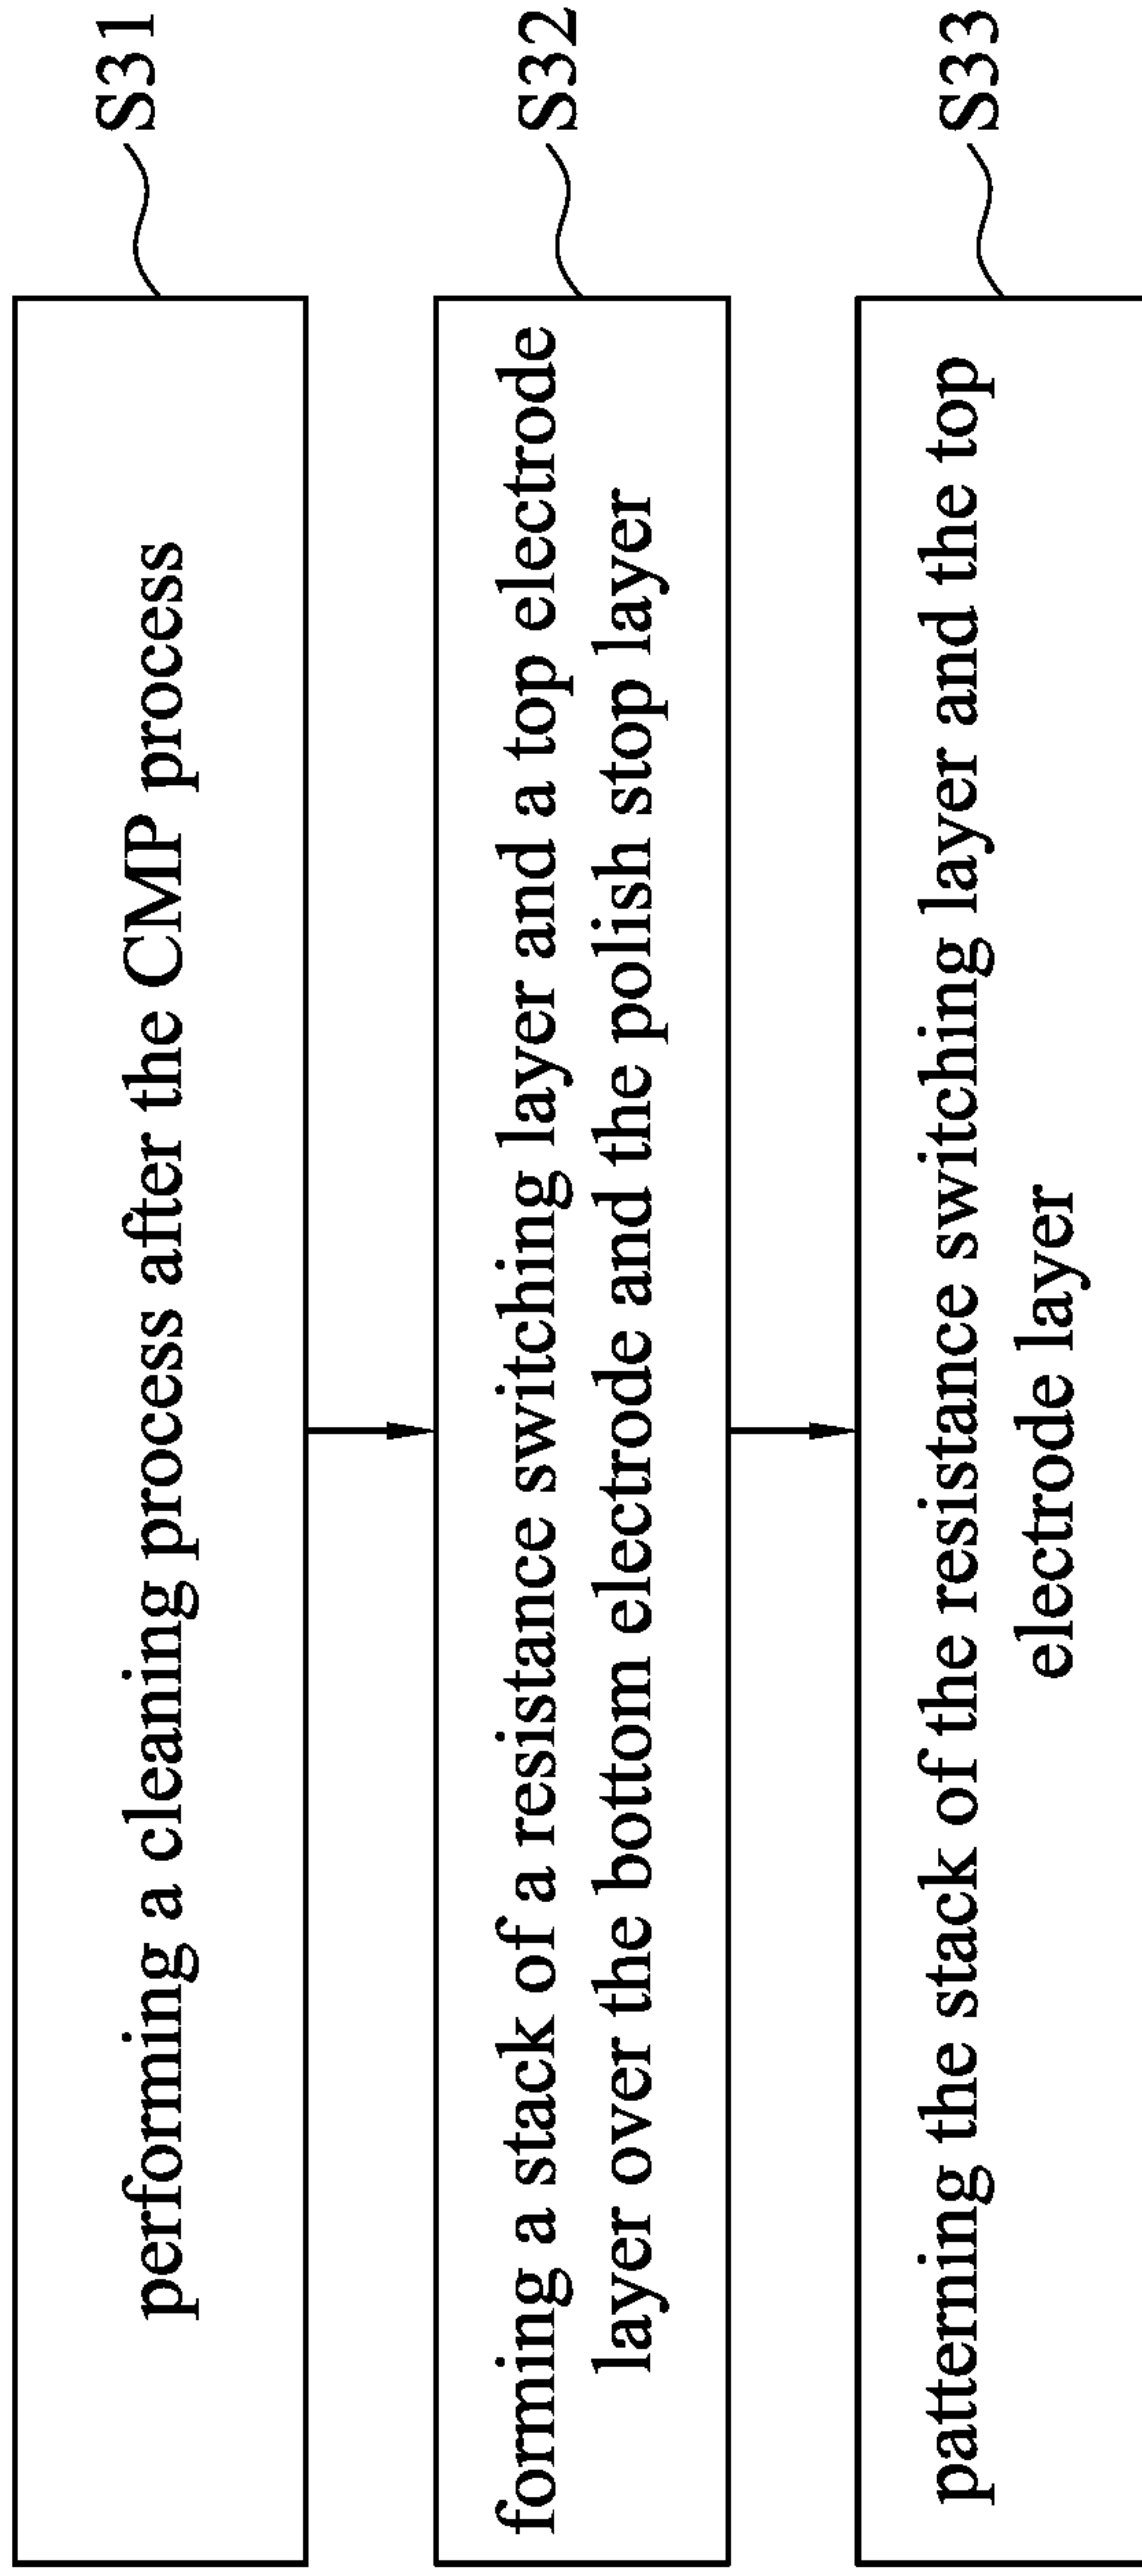 performing a cleaning process after the CMP process
S31
forming a stack of a resistance switching layer and a top electrode
layer over the bottom electrode and the polish stop layer
S32
patterning the stack of the resistance switching layer and the top
electrode layer
S33